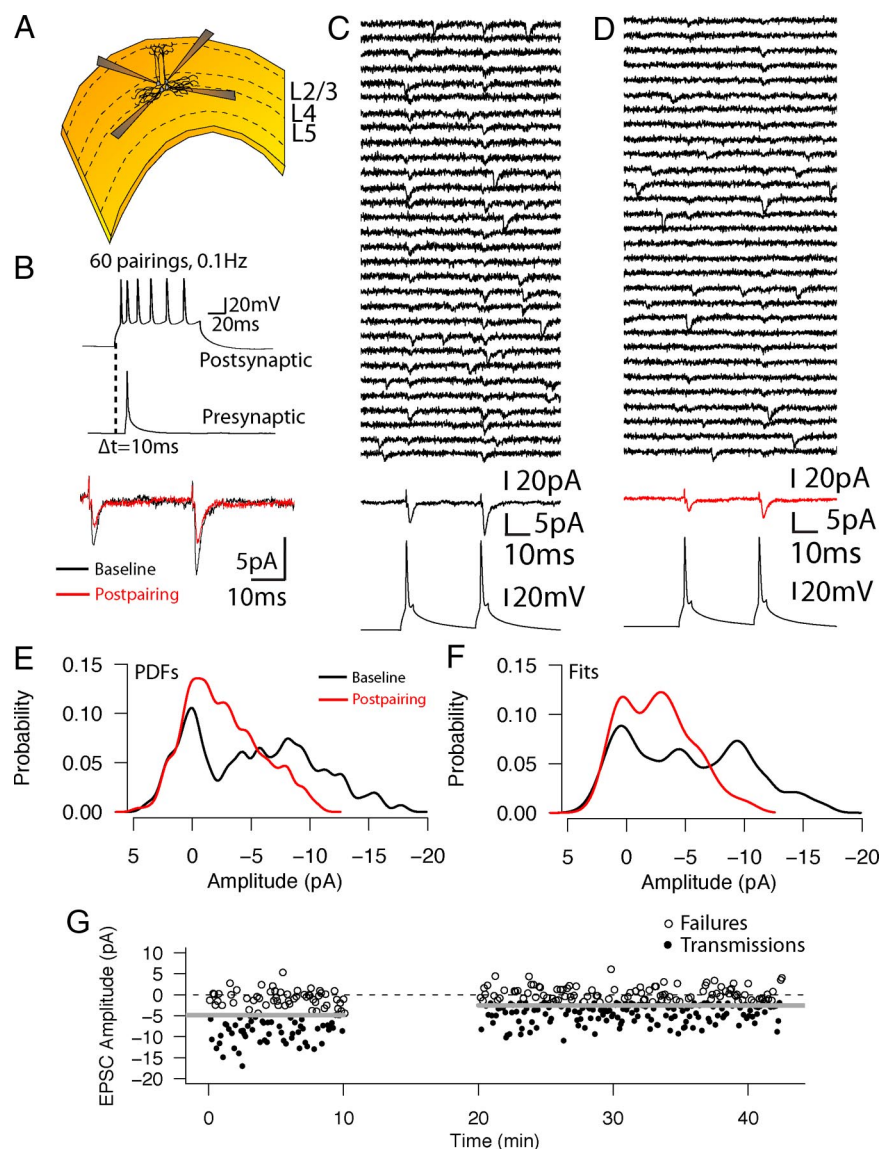 A
L2/3
L4
L5
B
60 pairings, 0.1Hz
20mV
20ms
Postsynaptic
Presynaptic
Δt=10ms
Baseline
Postpairing
5pA
10ms
C
20pA
5pA
10ms
20mV
D
20pA
5pA
10ms
20mV
E
PDFs
Baseline
Postpairing
Probability
0.15
0.10
0.05
0.00
5 0 −5 −10 −15 −20
Amplitude (pA)
F
Fits
Probability
0.15
0.10
0.05
0.00
5 0 −5 −10 −15 −20
Amplitude (pA)
G
Failures
Transmissions
EPSC Amplitude (pA)
10
5
0
−5
−10
−15
−20
0 10 20 30 40
Time (min)